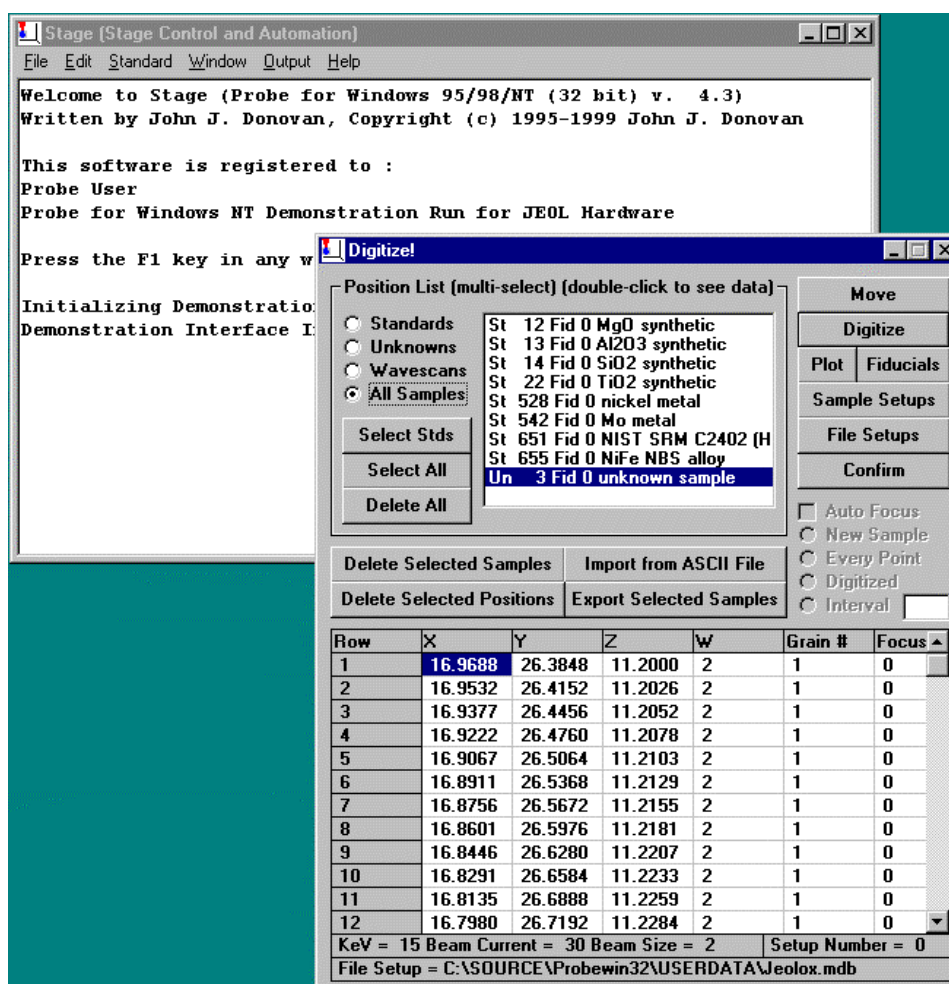 Stage (Stage Control and Automation)
File Edit Standard Window Output Help
Welcome to Stage (Probe for Windows 95/98/NT (32 bit) v. 4.3)
Written by John J. Donovan, Copyright (c) 1995-1999 John J. Donovan
This software is registered to :
Probe User
Probe for Windows NT Demonstration Run for JEOL Hardware
Press the F1 key in any w
Initializing Demonstratio
Demonstration Interface I
Digitize!
Position List (multi-select) (double-click to see data)
Standards
Unknowns
Wavescans
All Samples
Select Stds
Select All
Delete All
St 12 Fid 0 MgO synthetic
St 13 Fid 0 Al2O3 synthetic
St 14 Fid 0 SiO2 synthetic
St 22 Fid 0 TiO2 synthetic
St 528 Fid 0 nickel metal
St 542 Fid 0 Mo metal
St 651 Fid 0 NIST SRM C2402 (H
St 655 Fid 0 NiFe NBS alloy
Un 3 Fid 0 unknown sample
Move
Digitize
Plot Fiducials
Sample Setups
File Setups
Confirm
Auto Focus
New Sample
Every Point
Digitized
Interval
Delete Selected Samples Import from ASCII File
Delete Selected Positions Export Selected Samples
Row X Y Z W Grain # Focus
1 16.9688 26.3848 11.2000 2 1 0
2 16.9532 26.4152 11.2026 2 1 0
3 16.9377 26.4456 11.2052 2 1 0
4 16.9222 26.4760 11.2078 2 1 0
5 16.9067 26.5064 11.2103 2 1 0
6 16.8911 26.5368 11.2129 2 1 0
7 16.8756 26.5672 11.2155 2 1 0
8 16.8601 26.5976 11.2181 2 1 0
9 16.8446 26.6280 11.2207 2 1 0
10 16.8291 26.6584 11.2233 2 1 0
11 16.8135 26.6888 11.2259 2 1 0
12 16.7980 26.7192 11.2284 2 1 0
KeV = 15 Beam Current = 30 Beam Size = 2 Setup Number = 0
File Setup = C:\SOURCE\Probewin32\USERDATA\Jeolox.mdb